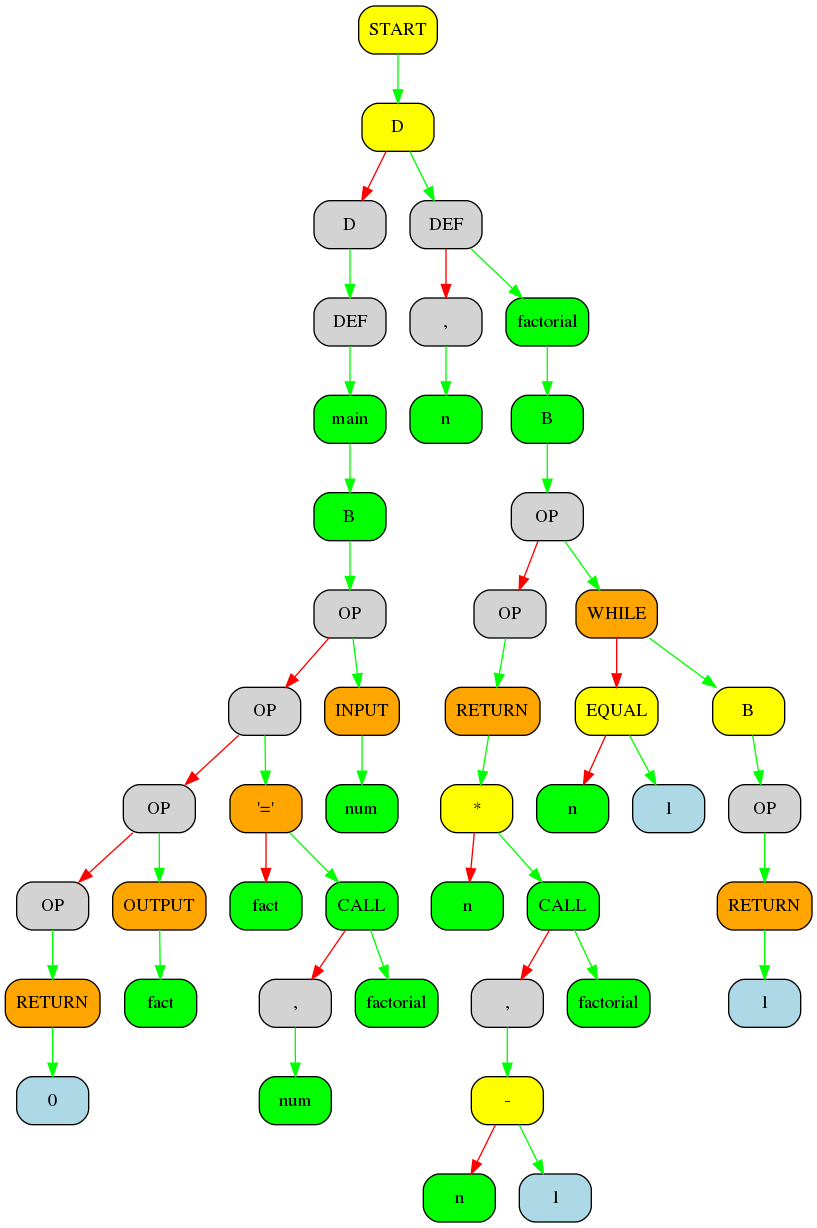 START
D
D
DEF
DEF
,
factorial
main
n
B
B
OP
OP
OP
WHILE
OP
INPUT
RETURN
EQUAL
B
OP
'='
num
*
n
1
OP
OP
OUTPUT
fact
CALL
n
CALL
RETURN
RETURN
fact
,
factorial
,
factorial
1
0
num
-
n
1